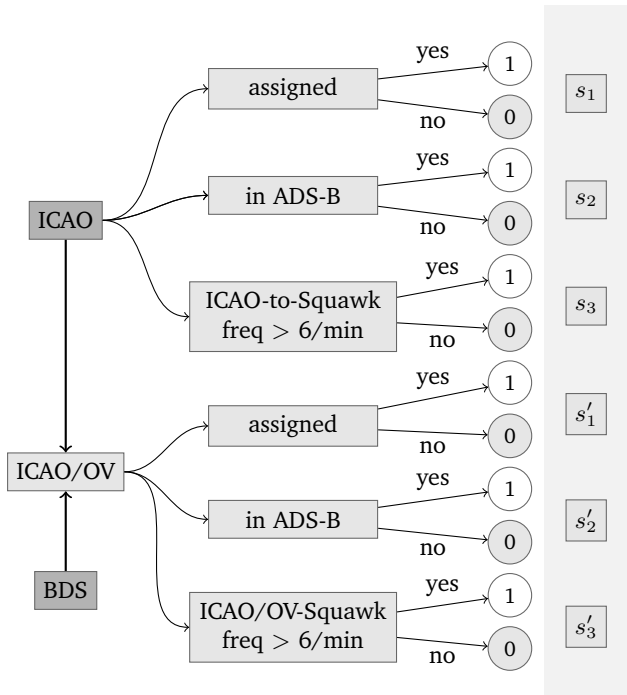 yes
1
assigned
s₁
no
0
yes
1
in ADS-B
s₂
no
0
ICAO
yes
1
ICAO-to-Squawk
freq > 6/min
s₃
no
0
yes
1
assigned
s′₁
no
0
ICAO/OV
yes
1
in ADS-B
s′₂
no
0
BDS
yes
1
ICAO/OV-Squawk
freq > 6/min
s′₃
no
0